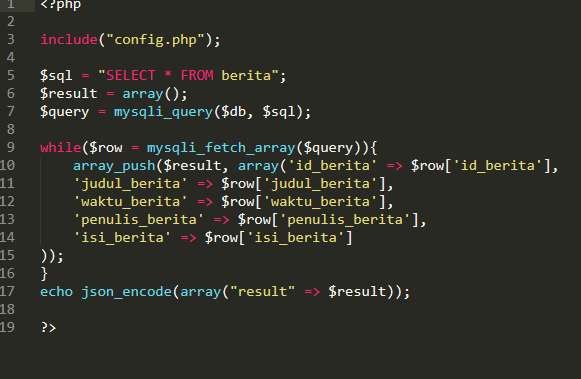 1 <?php
2
3 include("config.php");
4
5 $sql = "SELECT * FROM berita";
6 $result = array();
7 $query = mysqli_query($db, $sql);
8
9 while($row = mysqli_fetch_array($query)){
10 array_push($result, array('id_berita' => $row['id_berita'],
11 'judul_berita' => $row['judul_berita'],
12 'waktu_berita' => $row['waktu_berita'],
13 'penulis_berita' => $row['penulis_berita'],
14 'isi_berita' => $row['isi_berita']
15 ));
16 }
17 echo json_encode(array("result" => $result));
18
19 ?>